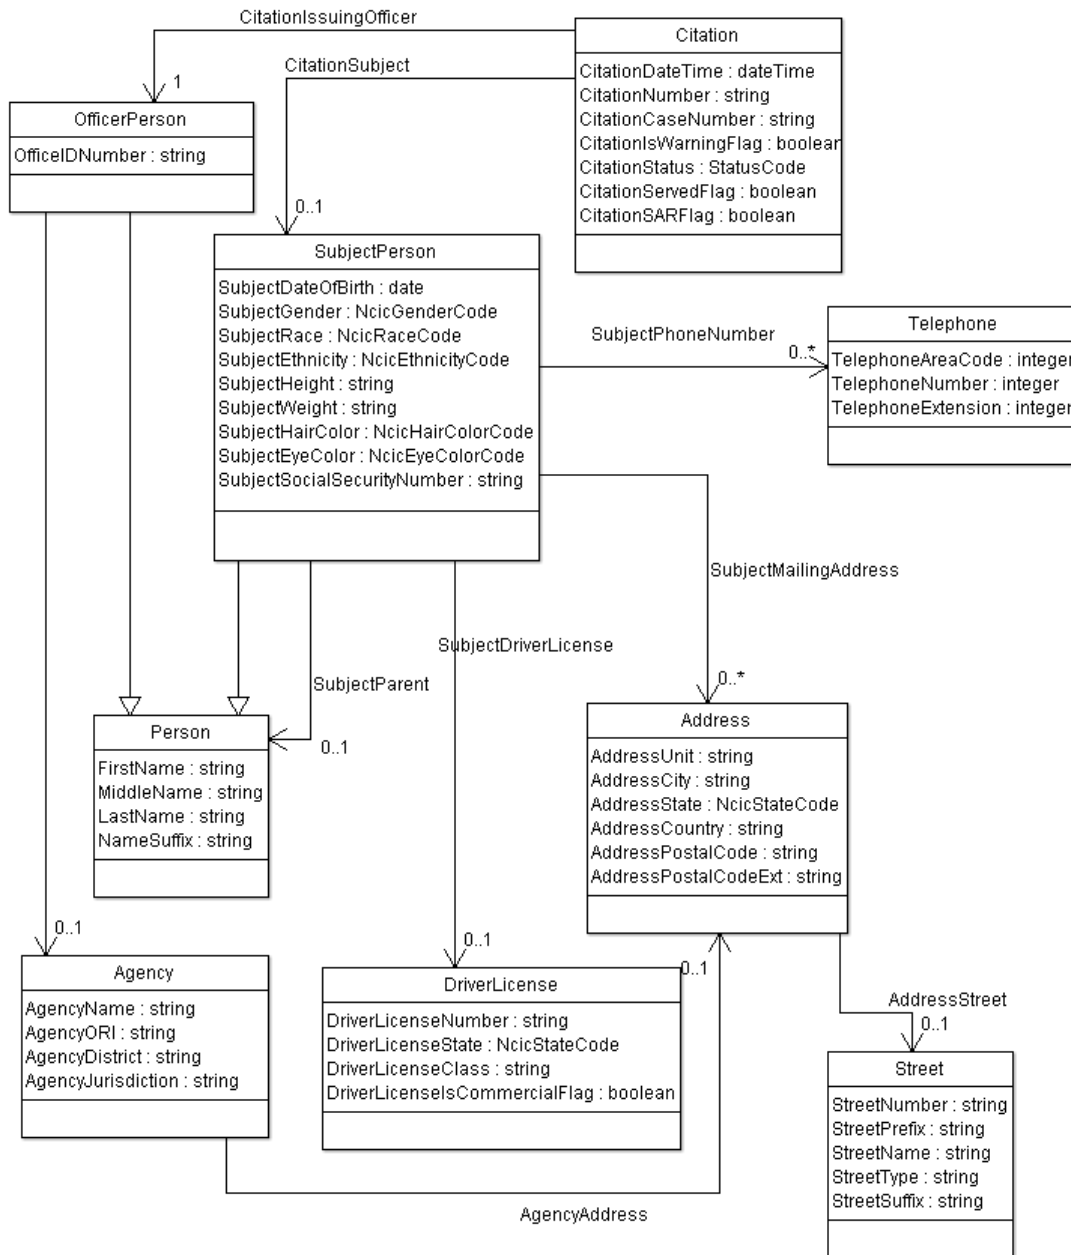 CitationIssuingOfficer
Citation
CitationDateTime : dateTime
CitationNumber : string
CitationCaseNumber : string
CitationIsWarningFlag : boolean
CitationStatus : StatusCode
CitationServedFlag : boolean
CitationSARFlag : boolean
CitationSubject
1
OfficerPerson
OfficeIDNumber : string
0..1
SubjectPerson
SubjectDateOfBirth : date
SubjectGender : NcicGenderCode
SubjectRace : NcicRaceCode
SubjectEthnicity : NcicEthnicityCode
SubjectHeight : string
SubjectWeight : string
SubjectHairColor : NcicHairColorCode
SubjectEyeColor : NcicEyeColorCode
SubjectSocialSecurityNumber : string
SubjectPhoneNumber
0..*
Telephone
TelephoneAreaCode : integer
TelephoneNumber : integer
TelephoneExtension : integer
SubjectMailingAddress
0..*
SubjectDriverLicense
SubjectParent
0..1
Person
FirstName : string
MiddleName : string
LastName : string
NameSuffix : string
Address
AddressUnit : string
AddressCity : string
AddressState : NcicStateCode
AddressCountry : string
AddressPostalCode : string
AddressPostalCodeExt : string
0..1
Agency
AgencyName : string
AgencyORI : string
AgencyDistrict : string
AgencyJurisdiction : string
0..1
DriverLicense
DriverLicenseNumber : string
DriverLicenseState : NcicStateCode
DriverLicenseClass : string
DriverLicenseIsCommercialFlag : boolean
0..1
AgencyAddress
AddressStreet
0..1
Street
StreetNumber : string
StreetPrefix : string
StreetName : string
StreetType : string
StreetSuffix : string